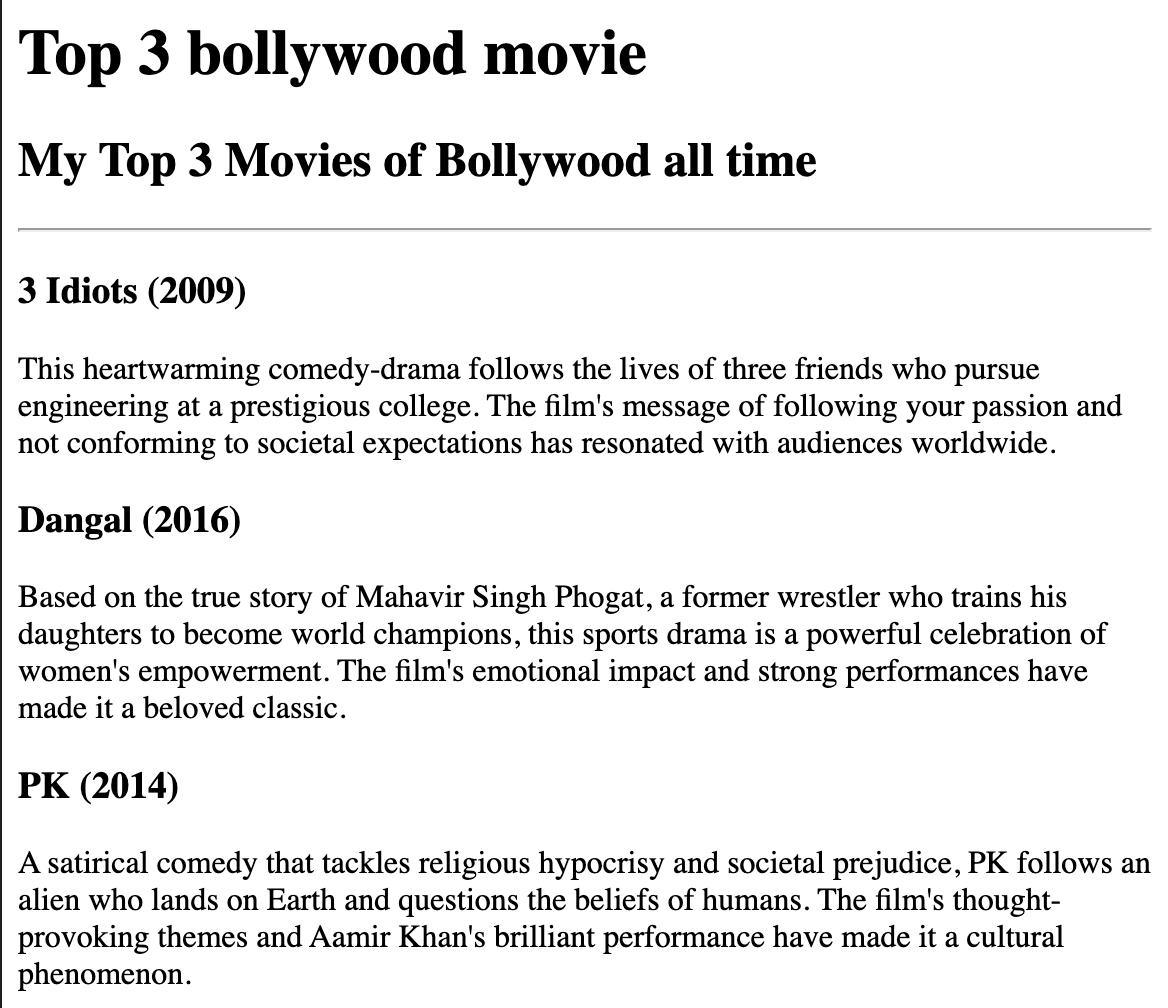 Top 3 bollywood movie
My Top 3 Movies of Bollywood all time
3 Idiots (2009)
This heartwarming comedy-drama follows the lives of three friends who pursue
engineering at a prestigious college. The film's message of following your passion and
not conforming to societal expectations has resonated with audiences worldwide.
Dangal (2016)
Based on the true story of Mahavir Singh Phogat, a former wrestler who trains his
daughters to become world champions, this sports drama is a powerful celebration of
women's empowerment. The film's emotional impact and strong performances have
made it a beloved classic.
PK (2014)
A satirical comedy that tackles religious hypocrisy and societal prejudice, PK follows an
alien who lands on Earth and questions the beliefs of humans. The film's thought-
provoking themes and Aamir Khan's brilliant performance have made it a cultural
phenomenon.